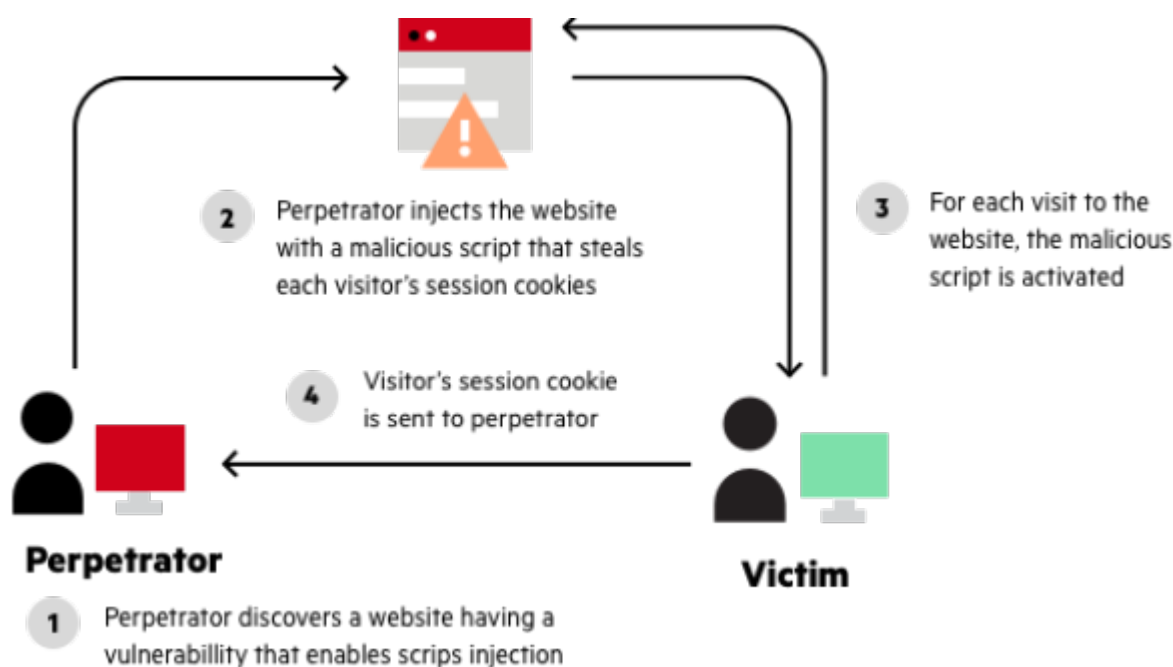 2
Perpetrator injects the website
with a malicious script that steals
each visitor's session cookies
3
For each visit to the
website, the malicious
script is activated
4
Visitor's session cookie
is sent to perpetrator
Perpetrator
Victim
1
Perpetrator discovers a website having a
vulnerabillity that enables scrips injection